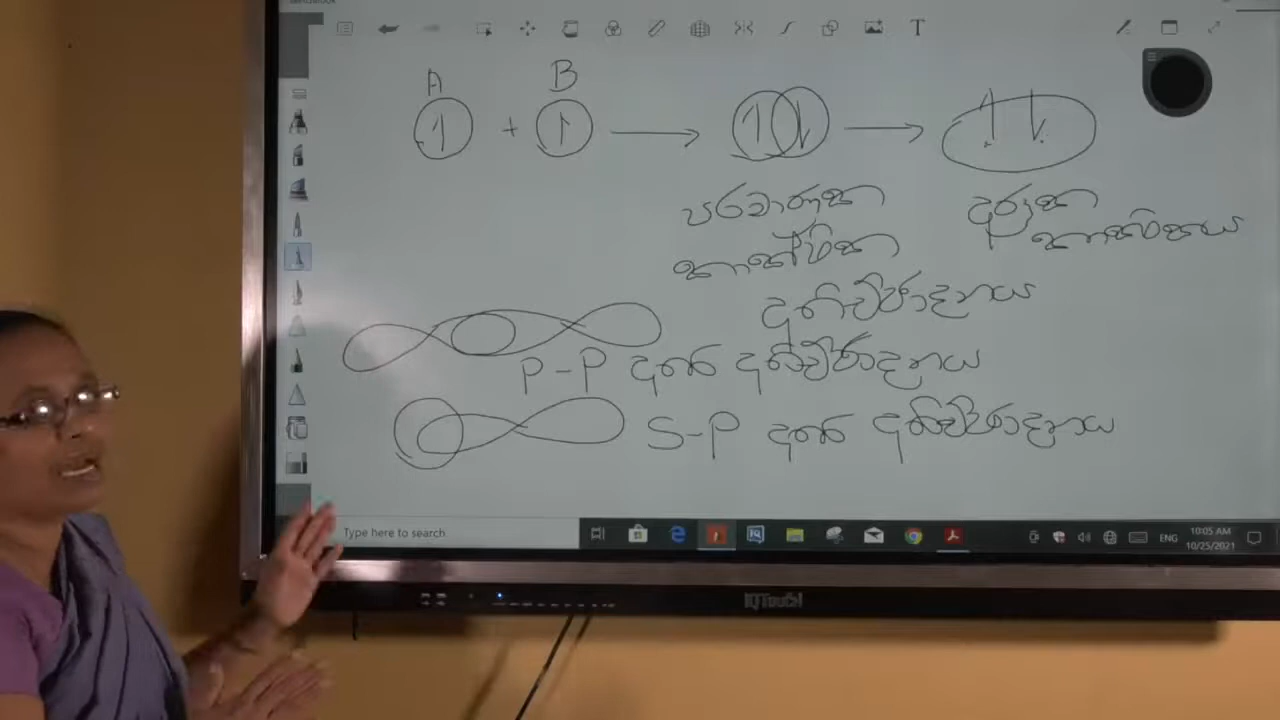 A B
1 + 1
පරමාණුක අණුක
කාක්ෂික කාක්ෂිකය
අතිච්ඡාදනය
P-P අක්ෂ අතිච්ඡාදනය
S-P අක්ෂ අතිච්ඡාදනය
Type here to search
ENG
10:05 AM
10/25/2021
IQTouch